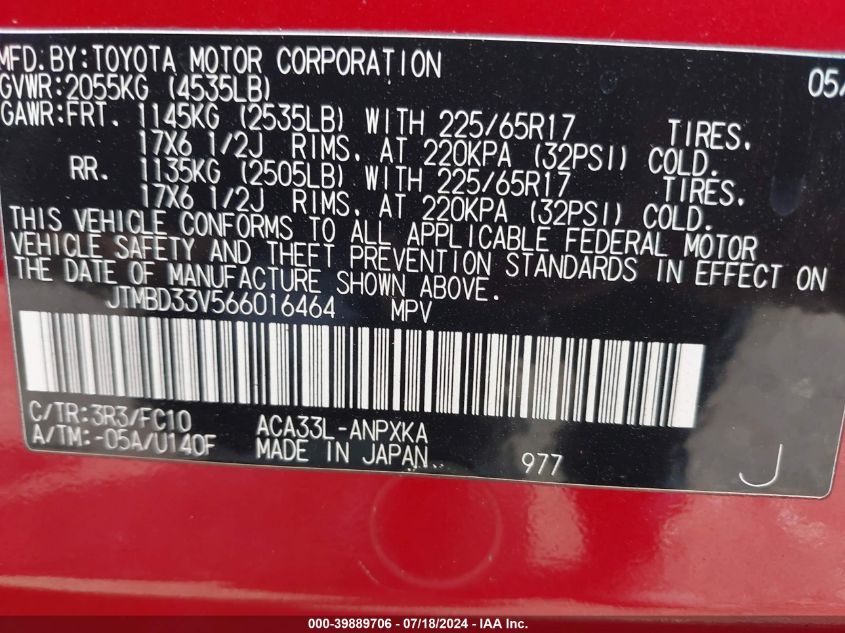 MFD. BY: TOYOTA MOTOR CORPORATION 05/
GVWR: 2055KG (4535LB)
GAWR: FRT. 1145KG (2535LB) WITH 225/65R17 TIRES.
17X6 1/2J RIMS. AT 220KPA (32PSI) COLD.
RR. 1135KG (2505LB) WITH 225/65R17 TIRES.
17X6 1/2J RIMS. AT 220KPA (32PSI) COLD.
THIS VEHICLE CONFORMS TO ALL APPLICABLE FEDERAL MOTOR
VEHICLE SAFETY AND THEFT PREVENTION STANDARDS IN EFFECT ON
THE DATE OF MANUFACTURE SHOWN ABOVE.
JTMBD33V566016464 MPV
C/TR: 3R3/FC10 ACA33L-ANPXKA
A/TM: -05A/U140F MADE IN JAPAN 977 J
000-39889706 - 07/18/2024 - IAA Inc.